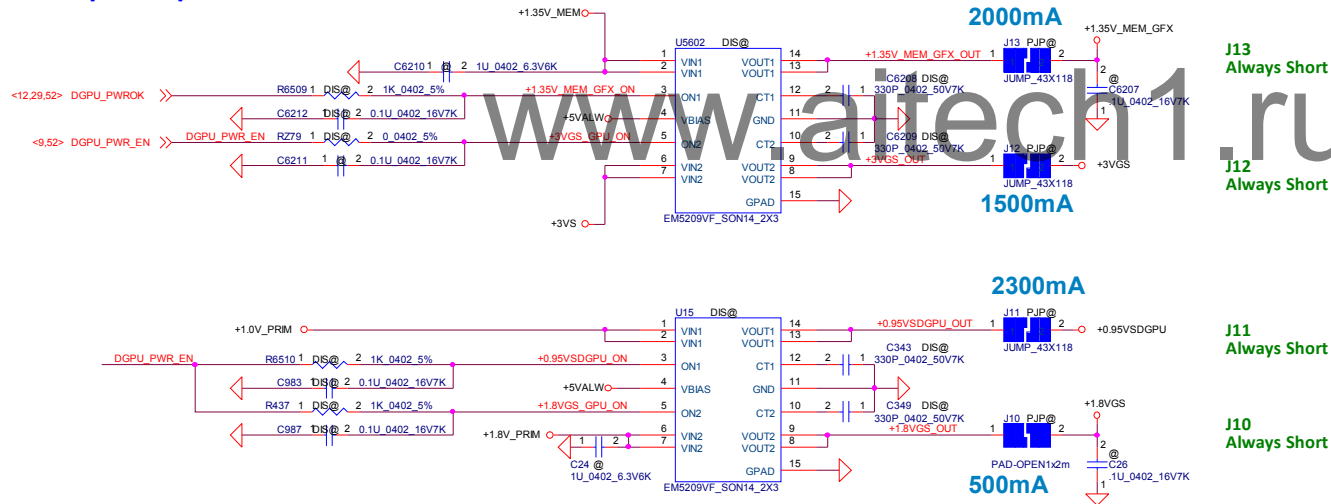 +1.35V_MEM
2000mA
U5602 DIS@
J13 PJP@
+1.35V_MEM_GFX
J13
Always Short
1 VIN1 VOUT1 14 +1.35V_MEM_GFX_OUT 1 2
2 VIN1 VOUT1 13
C6210 1 @ 2 1U_0402_6.3V6K
JUMP_43X118
2 @
C6207
1 .1U_0402_16V7K
<12,29,52> DGPU_PWROK R6509 1 DIS@ 2 1K_0402_5% +1.35V_MEM_GFX_ON 3 ON1 CT1 12 2 1
C6208 DIS@
330P_0402_50V7K
C6212 1 DIS@ 2 0.1U_0402_16V7K
+5VALW 4 VBIAS GND 11
<9,52> DGPU_PWR_EN DGPU_PWR_EN RZ79 1 DIS@ 2 0_0402_5% +3VGS_GPU_ON 5 ON2 CT2 10 2 1
C6209 DIS@
330P_0402_50V7K
C6211 1 @ 2 0.1U_0402_16V7K
www.aitech1.ru
6 VIN2 VOUT2 9 +3VGS_OUT 1 J12 PJP@ 2 +3VGS
7 VIN2 VOUT2 8
JUMP_43X118
J12
Always Short
GPAD 15
1500mA
+3VS
EM5209VF_SON14_2X3
2300mA
U15 DIS@
J11 PJP@
+1.0V_PRIM 1 VIN1 VOUT1 14 +0.95VSDGPU_OUT 1 2 +0.95VSDGPU
2 VIN1 VOUT1 13
JUMP_43X118
J11
Always Short
DGPU_PWR_EN R6510 1 DIS@ 2 1K_0402_5% +0.95VSDGPU_ON 3 ON1 CT1 12 2 1
C343 DIS@
330P_0402_50V7K
C983 1 DIS@ 2 0.1U_0402_16V7K
+5VALW 4 VBIAS GND 11
R437 1 DIS@ 2 1K_0402_5% +1.8VGS_GPU_ON 5 ON2 CT2 10 2 1
C349 DIS@
330P_0402_50V7K
+1.8VGS
C987 1 DIS@ 2 0.1U_0402_16V7K
+1.8V_PRIM 6 VIN2 VOUT2 9 +1.8VGS_OUT 1 J10 PJP@ 2
7 VIN2 VOUT2 8
J10
Always Short
1 2
C24 @
1U_0402_6.3V6K
GPAD 15
PAD-OPEN1x2m
2 @
C26
1 .1U_0402_16V7K
EM5209VF_SON14_2X3
500mA